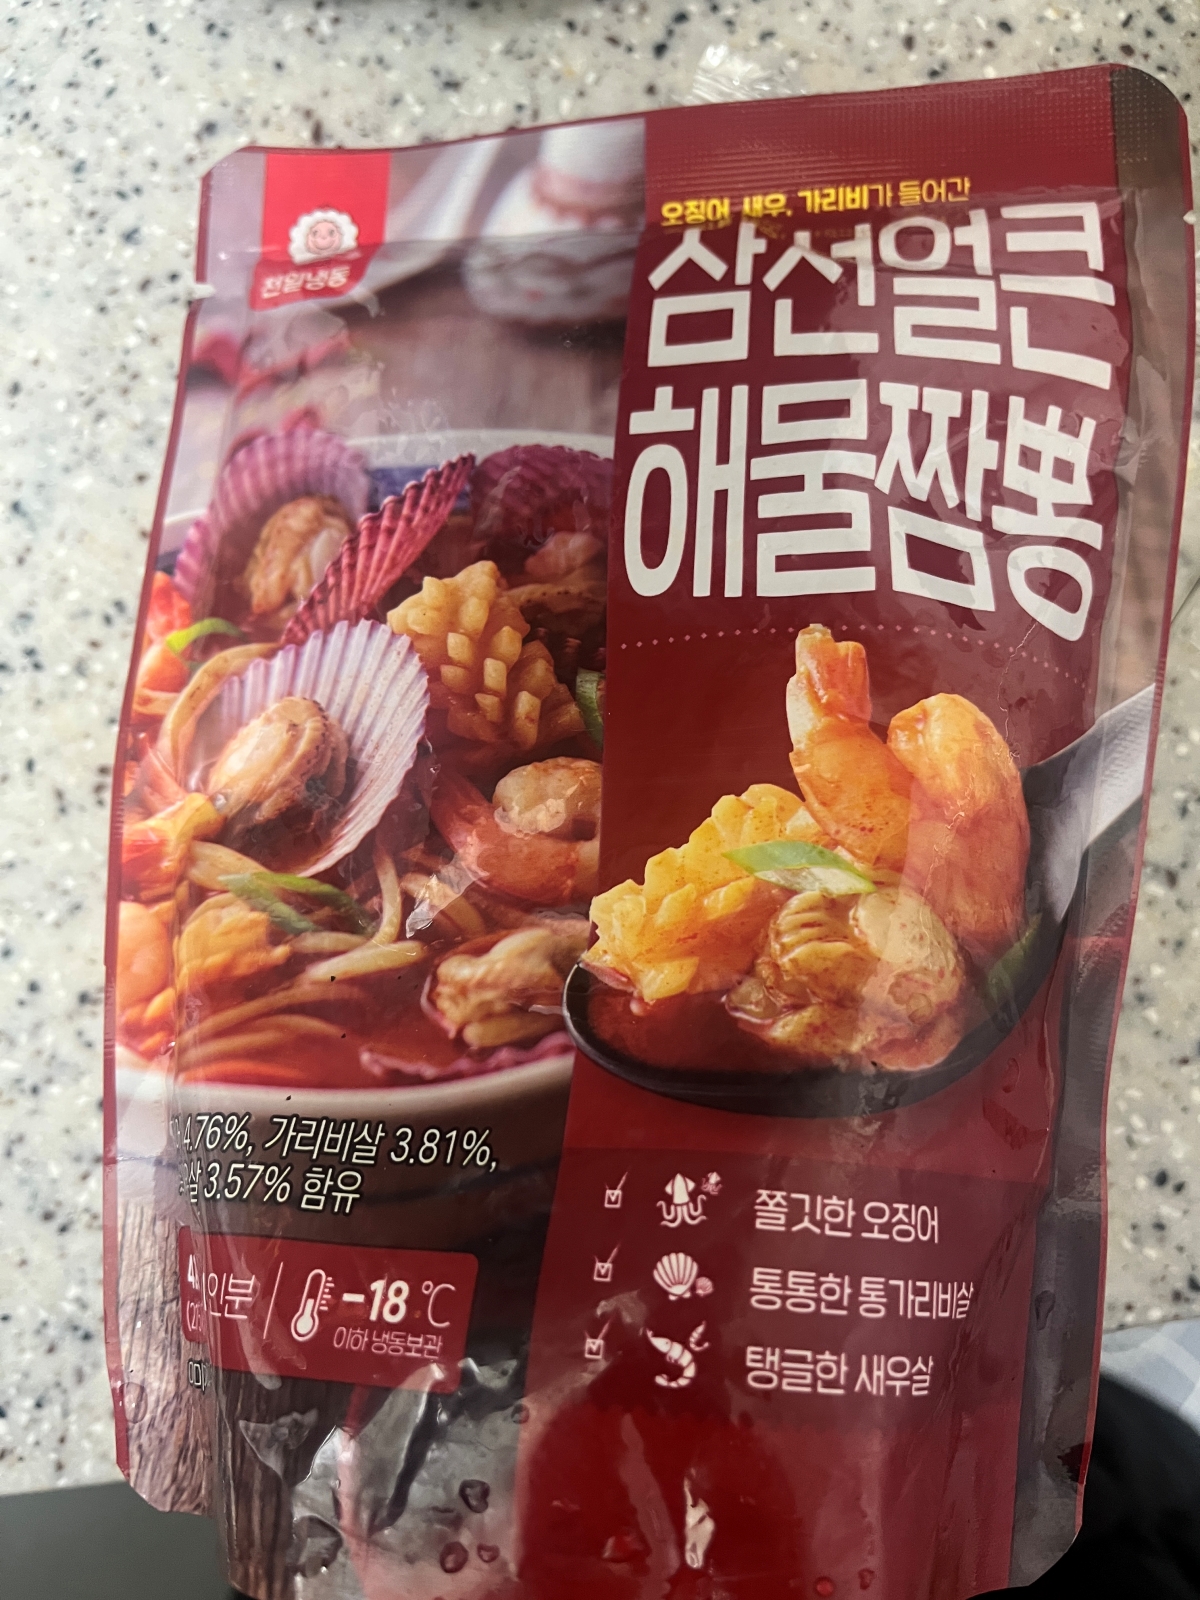 천일냉동
오징어, 새우, 가리비가 들어간
삼선얼큰
해물짬뽕
4.76%, 가리비살 3.81%,
살 3.57% 함유
인분
-18℃
이하 냉동보관
쫄깃한 오징어
통통한 통가리비살
탱글한 새우살